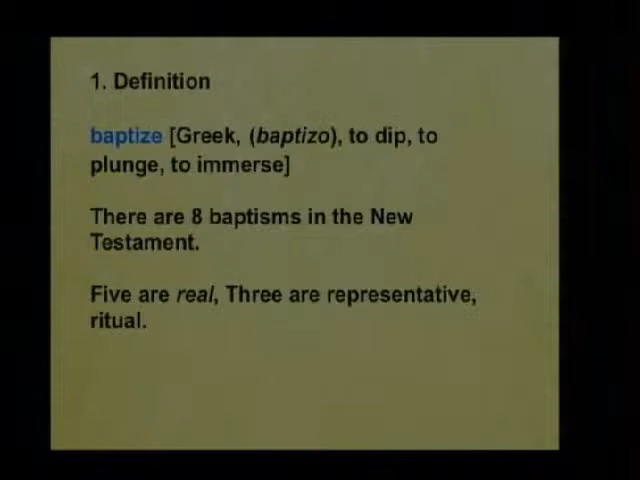 1. Definition
baptize [Greek, (baptizo), to dip, to
plunge, to immerse]
There are 8 baptisms in the New
Testament.
Five are real, Three are representative,
ritual.